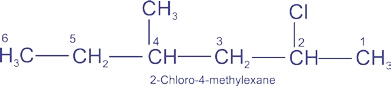 CH₃ Cl
6 5 4 3 2 1
H₃C CH₂ CH CH₂ CH CH₃
2-Chloro-4-methylexane